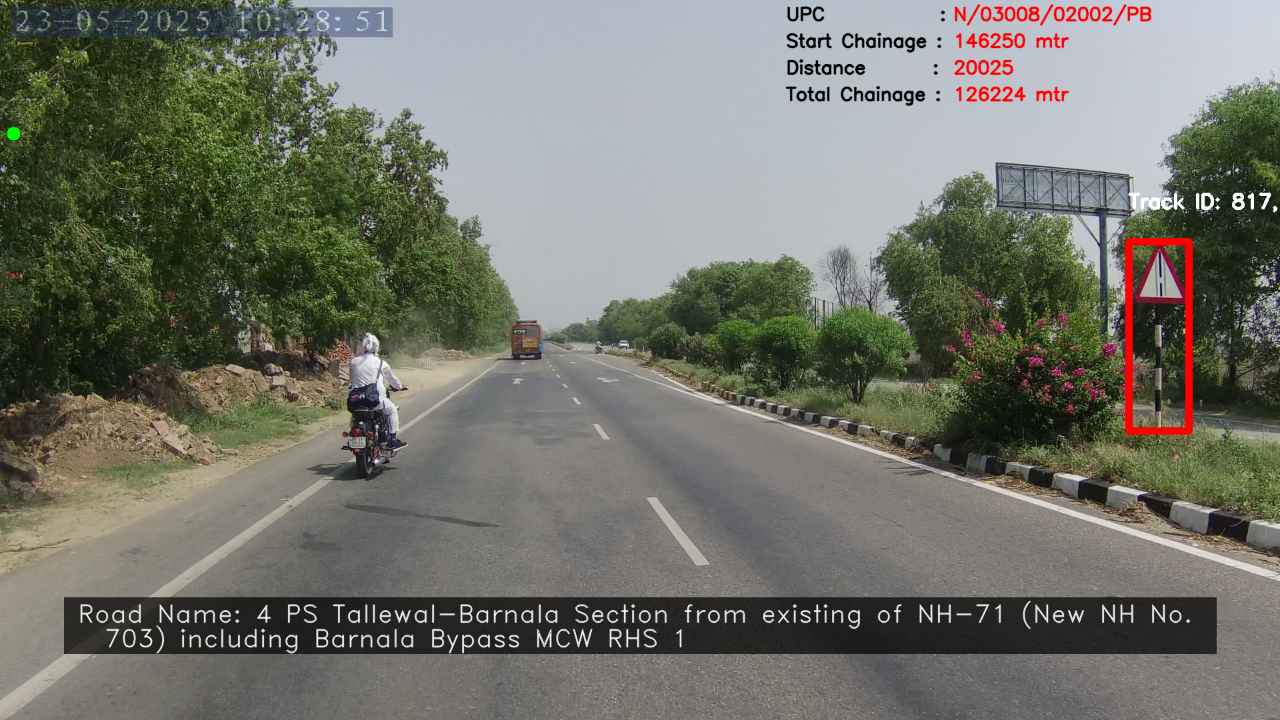 23-05-2025 10:28:51
UPC : N/03008/02002/PB
Start Chainage : 146250 mtr
Distance : 20025
Total Chainage : 126224 mtr
Track ID: 817,
Road Name: 4 PS Tallewal-Barnala Section from existing of NH-71 (New NH No.
703) including Barnala Bypass MCW RHS 1